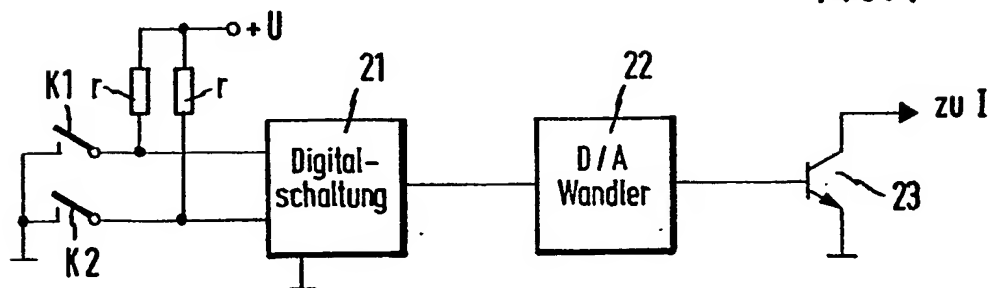 +U
K1
r
r
21
22
zu I
Digital-
schaltung
D/A
Wandler
23
K2